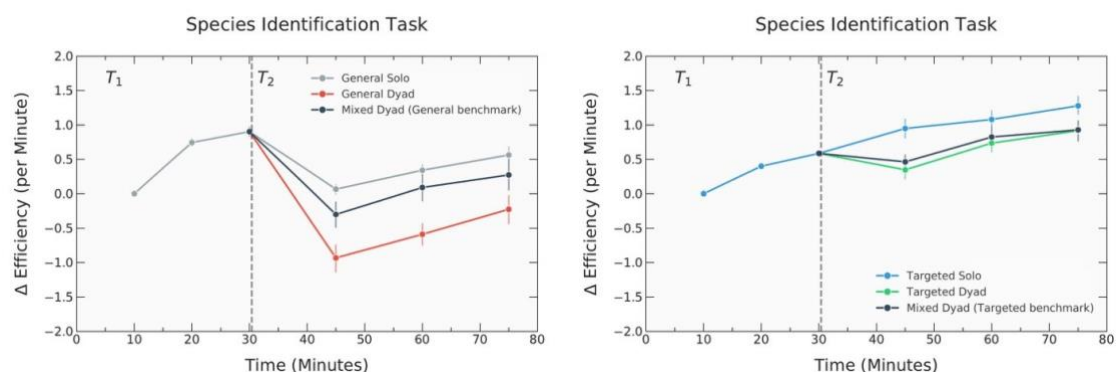 Species Identification Task
Δ Efficiency (per Minute)
2.0
1.5
1.0
0.5
0.0
−0.5
−1.0
−1.5
−2.0
T1
T2
General Solo
General Dyad
Mixed Dyad (General benchmark)
0 10 20 30 40 50 60 70 80
Time (Minutes)
Species Identification Task
Δ Efficiency (per Minute)
2.0
1.5
1.0
0.5
0.0
−0.5
−1.0
−1.5
−2.0
T1
T2
Targeted Solo
Targeted Dyad
Mixed Dyad (Targeted benchmark)
0 10 20 30 40 50 60 70 80
Time (Minutes)